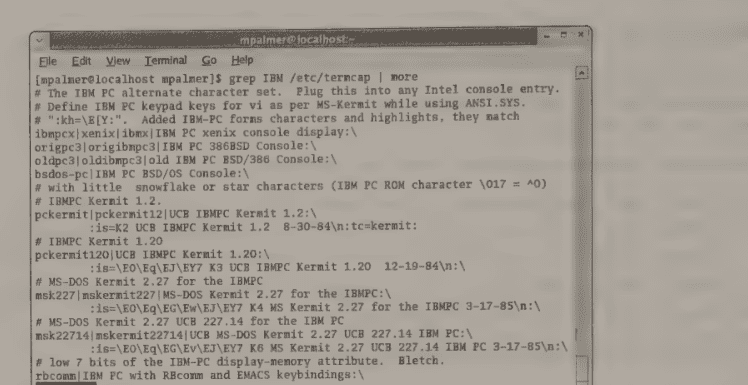 mpalmer@localhost:~
File Edit View Terminal Go Help
[mpalmer@localhost mpalmer]$ grep IBM /etc/termcap | more
# The IBM PC alternate character set.  Plug this into any Intel console entry.
# Define IBM PC keypad keys for vi as per MS-Kermit while using ANSI.SYS.
# ":kh=\E[Y:".  Added IBM-PC forms characters and highlights, they match
ibmpcx|xenix|ibmx|IBM PC xenix console display:\
origpc3|origibmpc3|IBM PC 386BSD Console:\
oldpc3|oldibmpc3|old IBM PC BSD/386 Console:\
bsdos-pc|IBM PC BSD/OS Console:\
# with little  snowflake or star characters (IBM PC ROM character \017 = ^O)
# IBMPC Kermit 1.2.
pckermit|pckermit12|UCB IBMPC Kermit 1.2:\
:is=K2 UCB IBMPC Kermit 1.2  8-30-84\n:tc=kermit:
# IBMPC Kermit 1.20
pckermit120|UCB IBMPC Kermit 1.20:\
:is=\EO\Eq\EJ\EY7 K3 UCB IBMPC Kermit 1.20  12-19-84\n:\
# MS-DOS Kermit 2.27 for the IBMPC
msk227|mskermit227|MS-DOS Kermit 2.27 for the IBMPC:\
:is=\EO\Eq\EG\Ew\EJ\EY7 K4 MS Kermit 2.27 for the IBMPC 3-17-85\n:\
# MS-DOS Kermit 2.27 UCB 227.14 for the IBM PC
msk22714|mskermit22714|UCB MS-DOS Kermit 2.27 UCB 227.14 IBM PC:\
:is=\EO\Eq\EG\Ev\EJ\EY7 K6 MS Kermit 2.27 UCB 227.14 IBM PC 3-17-85\n:\
# low 7 bits of the IBM-PC display-memory attribute.  Bletch.
rbcomm|IBM PC with RBcomm and EMACS keybindings:\